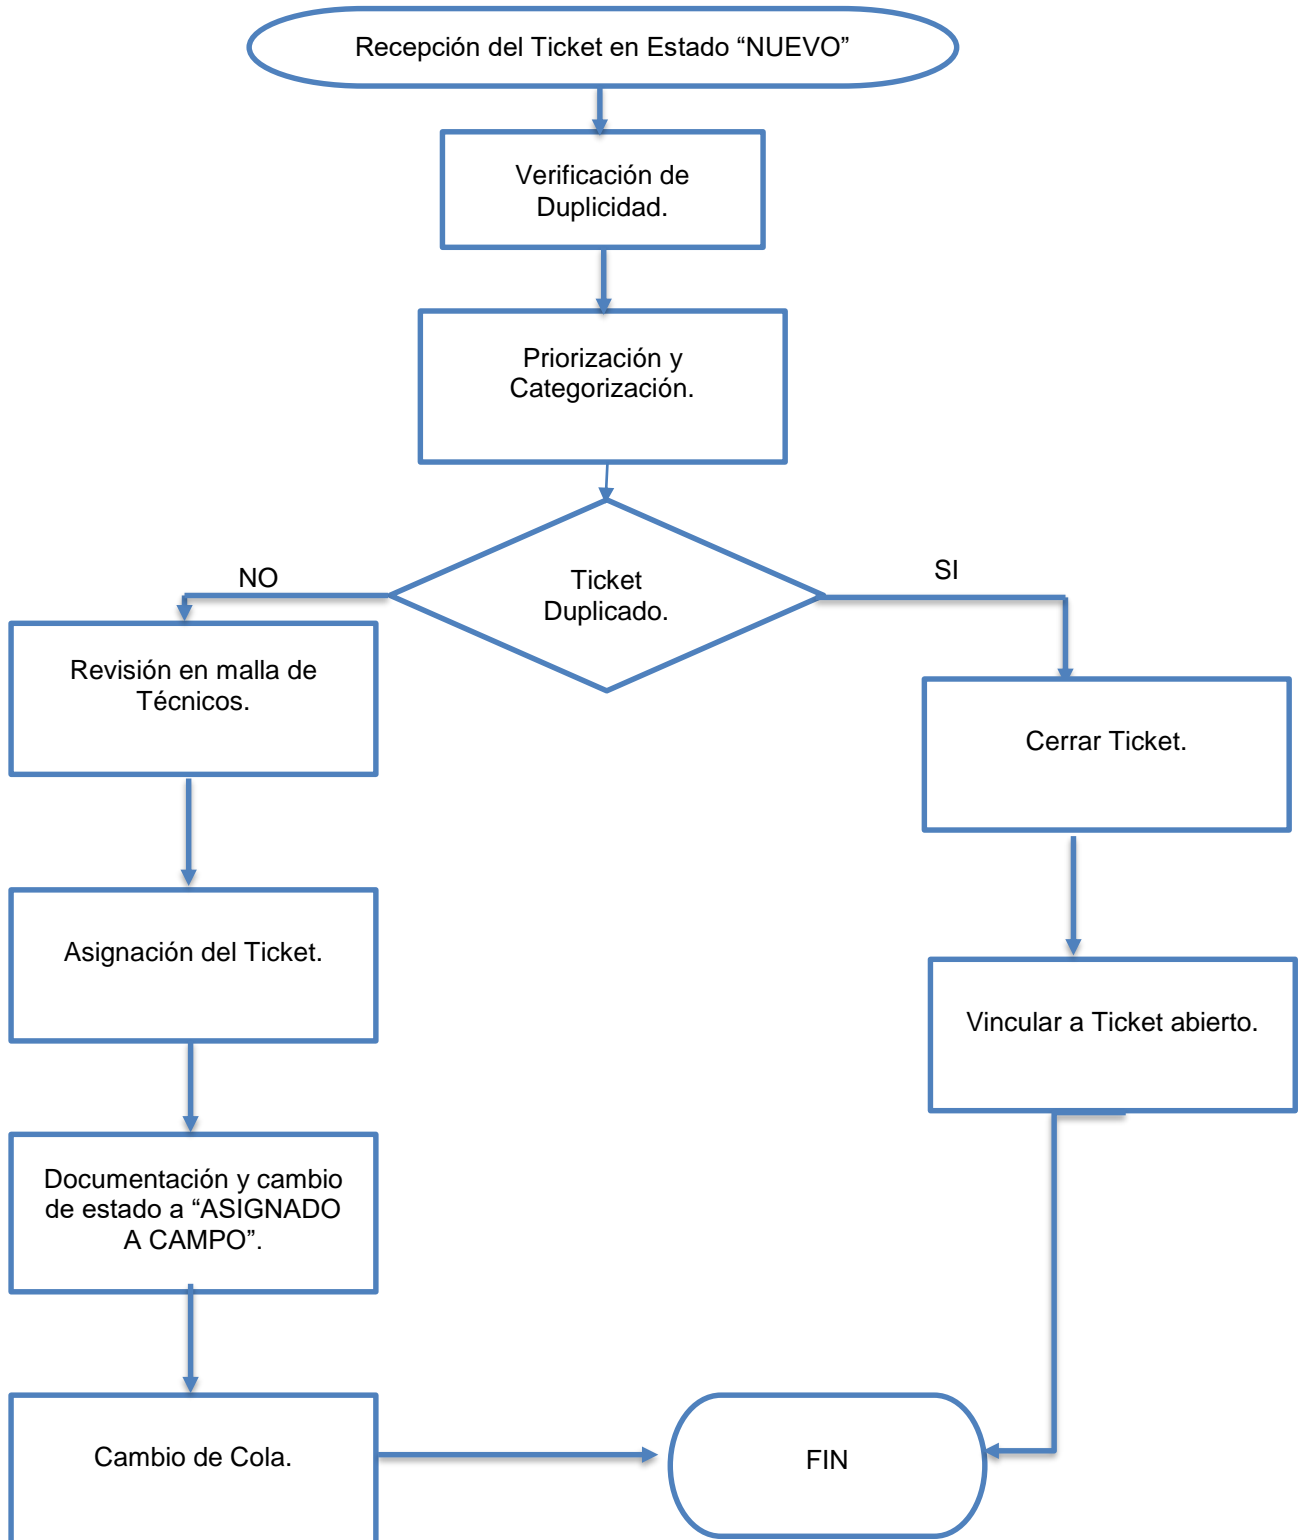 Recepción del Ticket en Estado “NUEVO”
Verificación de
Duplicidad.
Priorización y
Categorización.
Ticket
Duplicado.
NO
SI
Revisión en malla de
Técnicos.
Cerrar Ticket.
Asignación del Ticket.
Vincular a Ticket abierto.
Documentación y cambio
de estado a “ASIGNADO
A CAMPO”.
Cambio de Cola.
FIN